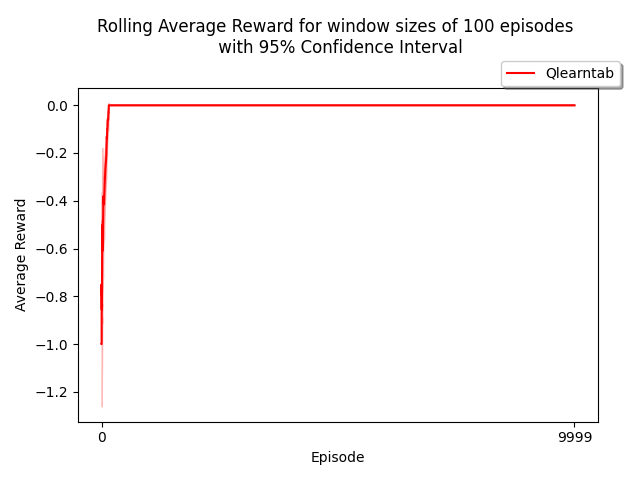 Rolling Average Reward for window sizes of 100 episodes
with 95% Confidence Interval
Qlearntab
0.0
−0.2
−0.4
−0.6
−0.8
−1.0
−1.2
Average Reward
0
9999
Episode